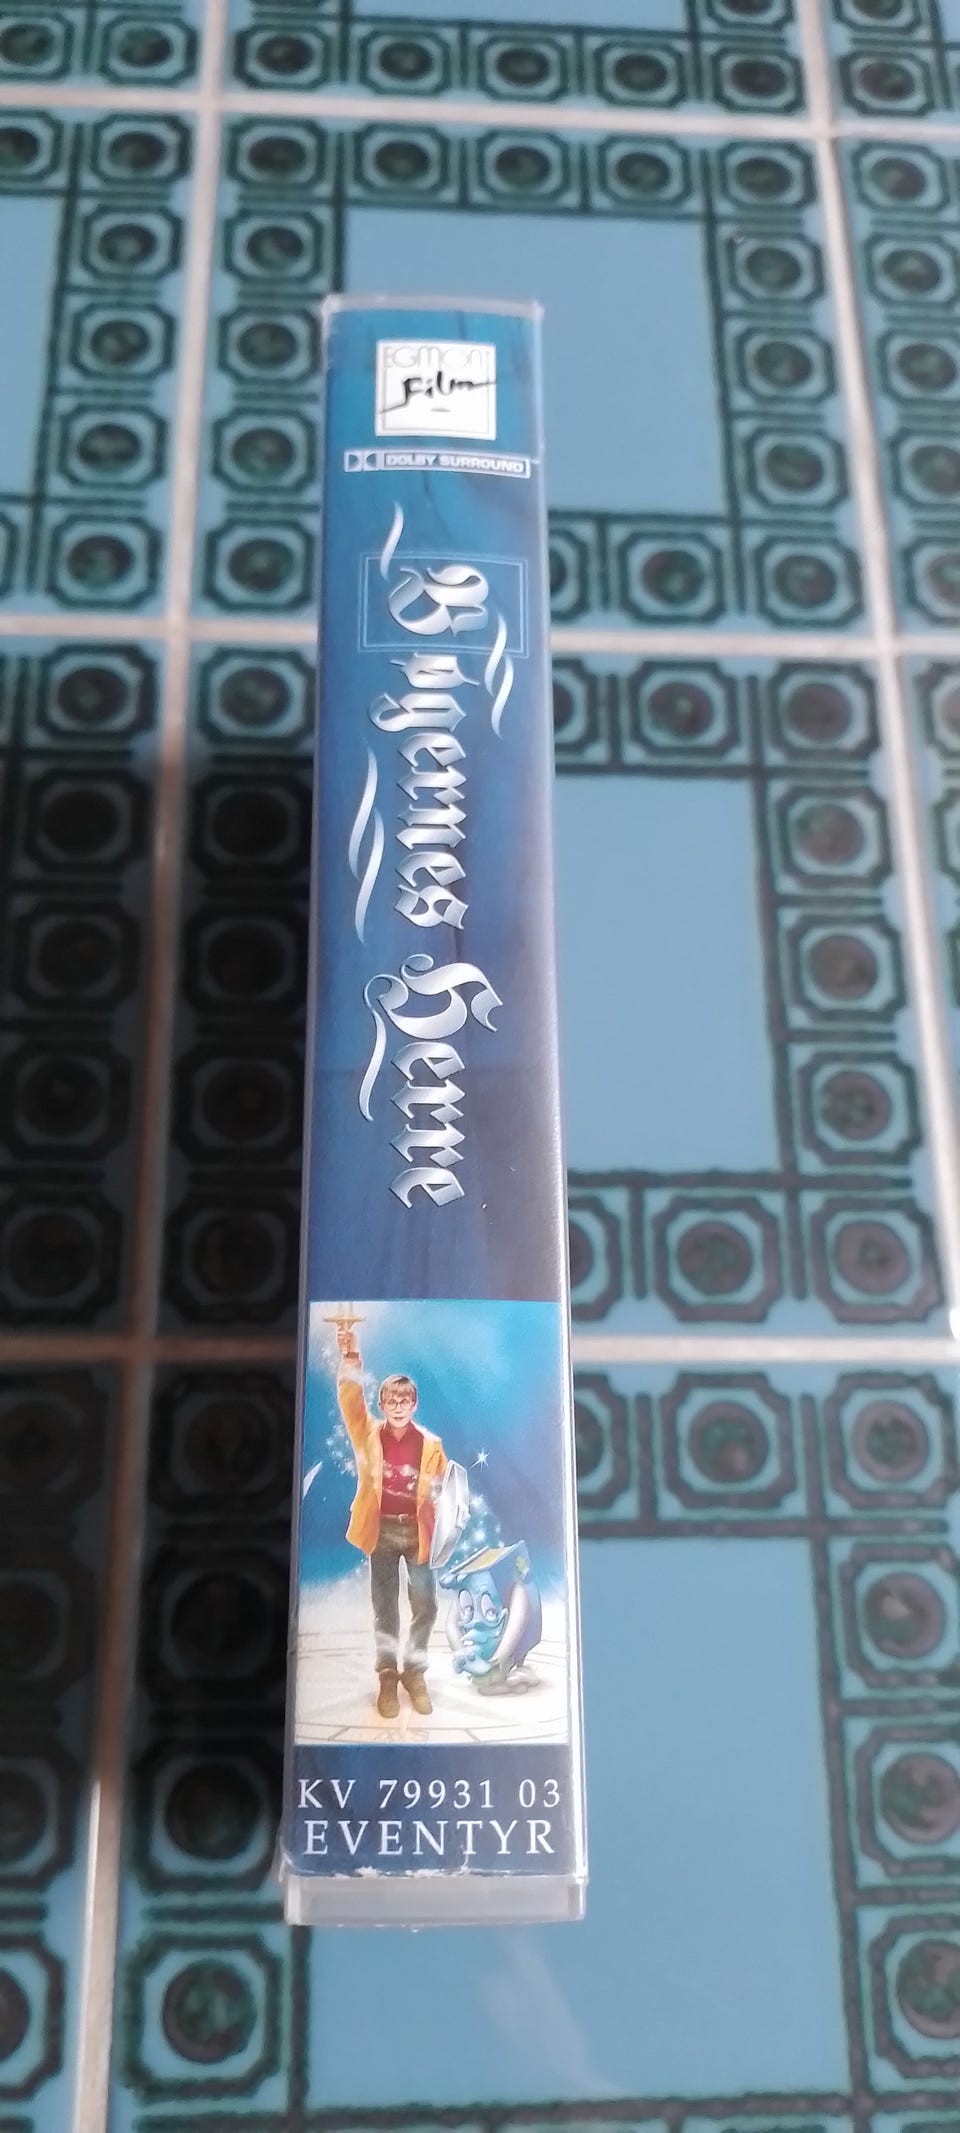 EGMONT
Film
DOLBY SURROUND
Bøgernes Herre
KV 79931 03
EVENTYR